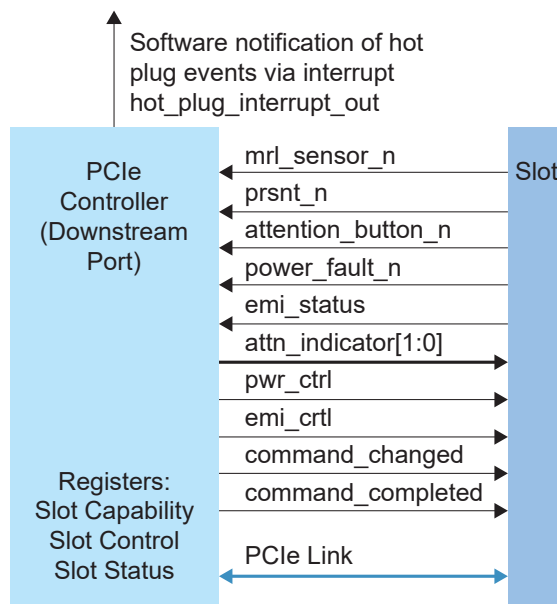 Software notification of hot
plug events via interrupt
hot_plug_interrupt_out
PCIe
Controller
(Downstream
Port)
mrl_sensor_n
Slot
prsnt_n
attention_button_n
power_fault_n
emi_status
attn_indicator[1:0]
pwr_ctrl
emi_crtl
command_changed
command_completed
Registers:
Slot Capability
Slot Control
Slot Status
PCIe Link